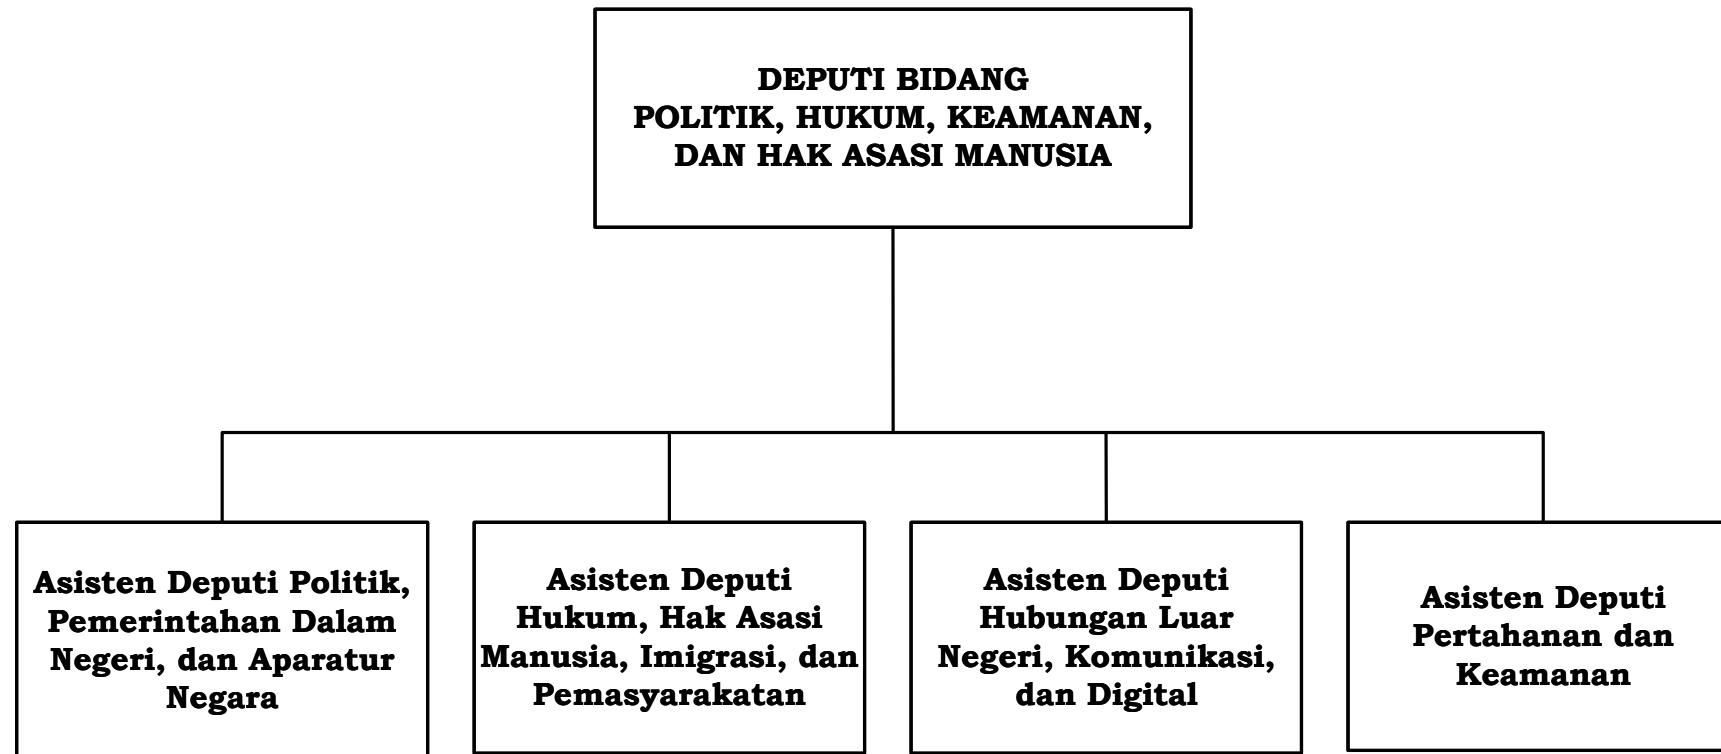 DEPUTI BIDANG
POLITIK, HUKUM, KEAMANAN,
DAN HAK ASASI MANUSIA
Asisten Deputi Politik,
Pemerintahan Dalam
Negeri, dan Aparatur
Negara
Asisten Deputi
Hukum, Hak Asasi
Manusia, Imigrasi, dan
Pemasyarakatan
Asisten Deputi
Hubungan Luar
Negeri, Komunikasi,
dan Digital
Asisten Deputi
Pertahanan dan
Keamanan